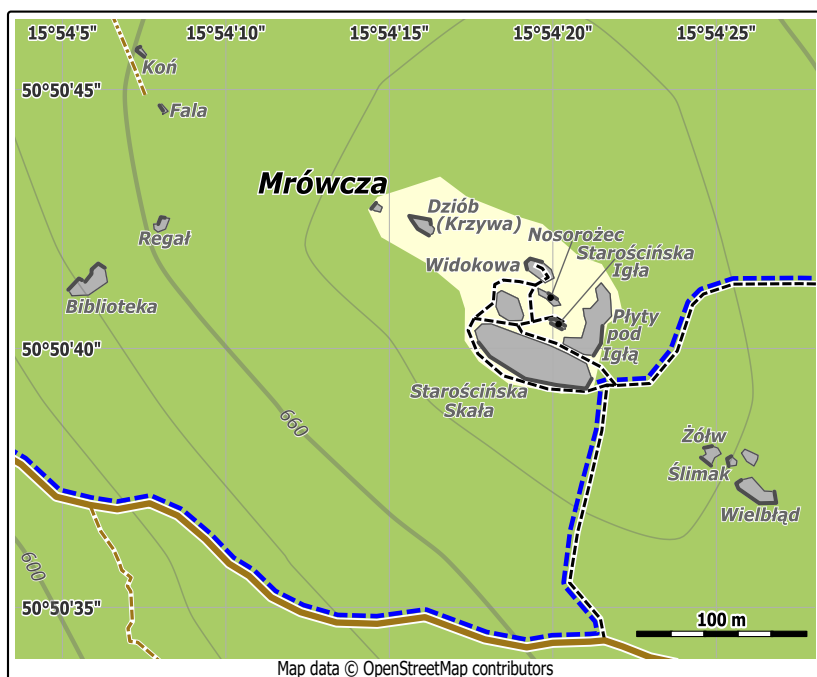 15°54'5" 15°54'10" 15°54'15" 15°54'20" 15°54'25"
Koń
50°50'45"
Fala
Mrówcza
Dziób
(Krzywa)
Nosorożec
Starościńska
Igła
Regał
Widokowa
Biblioteka
Płyty
pod
Igłą
50°50'40"
Starościńska
Skała
660
Żółw
Ślimak
Wielbłąd
600
50°50'35"
100 m
Map data © OpenStreetMap contributors